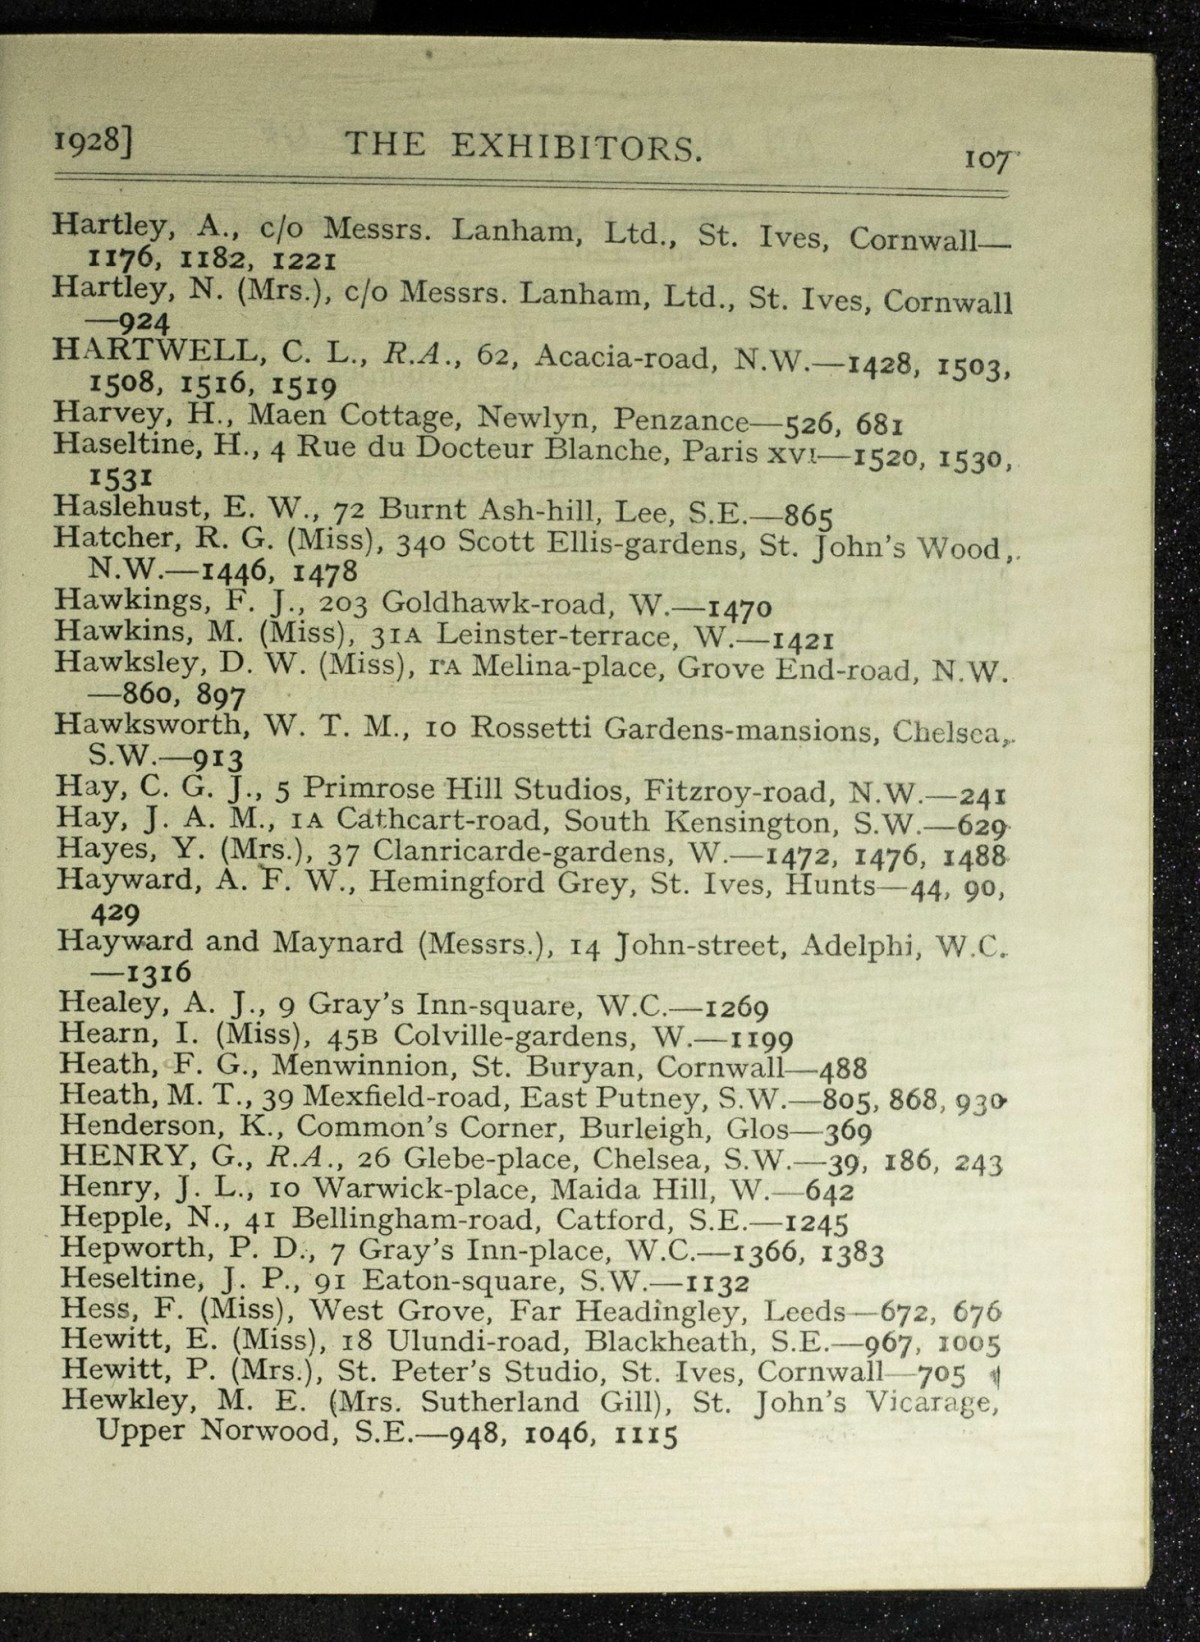 1928] THE EXHIBITORS. 107
Hartley, A., c/o Messrs. Lanham, Ltd., St. Ives, Cornwall—
1176, 1182, 1221
Hartley, N. (Mrs.), c/o Messrs. Lanham, Ltd., St. Ives, Cornwall
—924
HARTWELL, C. L., R.A., 62, Acacia-road, N.W.—1428, 1503,
1508, 1516, 1519
Harvey, H., Maen Cottage, Newlyn, Penzance—526, 681
Haseltine, H., 4 Rue du Docteur Blanche, Paris XVI—1520, 1530,
1531
Haslehust, E. W., 72 Burnt Ash-hill, Lee, S.E.—865
Hatcher, R. G. (Miss), 340 Scott Ellis-gardens, St. John's Wood,
N.W.—1446, 1478
Hawkings, F. J., 203 Goldhawk-road, W.—1470
Hawkins, M. (Miss), 31A Leinster-terrace, W.—1421
Hawksley, D. W. (Miss), 1A Melina-place, Grove End-road, N.W.
—860, 897
Hawksworth, W. T. M., 10 Rossetti Gardens-mansions, Chelsea,
S.W.—913
Hay, C. G. J., 5 Primrose Hill Studios, Fitzroy-road, N.W.—241
Hay, J. A. M., 1A Cathcart-road, South Kensington, S.W.—629
Hayes, Y. (Mrs.), 37 Clanricarde-gardens, W.—1472, 1476, 1488
Hayward, A. F. W., Hemingford Grey, St. Ives, Hunts—44, 90,
429
Hayward and Maynard (Messrs.), 14 John-street, Adelphi, W.C.
—1316
Healey, A. J., 9 Gray's Inn-square, W.C.—1269
Hearn, I. (Miss), 45B Colville-gardens, W.—1199
Heath, F. G., Menwinnion, St. Buryan, Cornwall—488
Heath, M. T., 39 Mexfield-road, East Putney, S.W.—805, 868, 930
Henderson, K., Common's Corner, Burleigh, Glos—369
HENRY, G., R.A., 26 Glebe-place, Chelsea, S.W.—39, 186, 243
Henry, J. L., 10 Warwick-place, Maida Hill, W.—642
Hepple, N., 41 Bellingham-road, Catford, S.E.—1245
Hepworth, P. D., 7 Gray's Inn-place, W.C.—1366, 1383
Heseltine, J. P., 91 Eaton-square, S.W.—1132
Hess, F. (Miss), West Grove, Far Headingley, Leeds—672, 676
Hewitt, E. (Miss), 18 Ulundi-road, Blackheath, S.E.—967, 1005
Hewitt, P. (Mrs.), St. Peter's Studio, St. Ives, Cornwall—705
Hewkley, M. E. (Mrs. Sutherland Gill), St. John's Vicarage,
Upper Norwood, S.E.—948, 1046, 1115